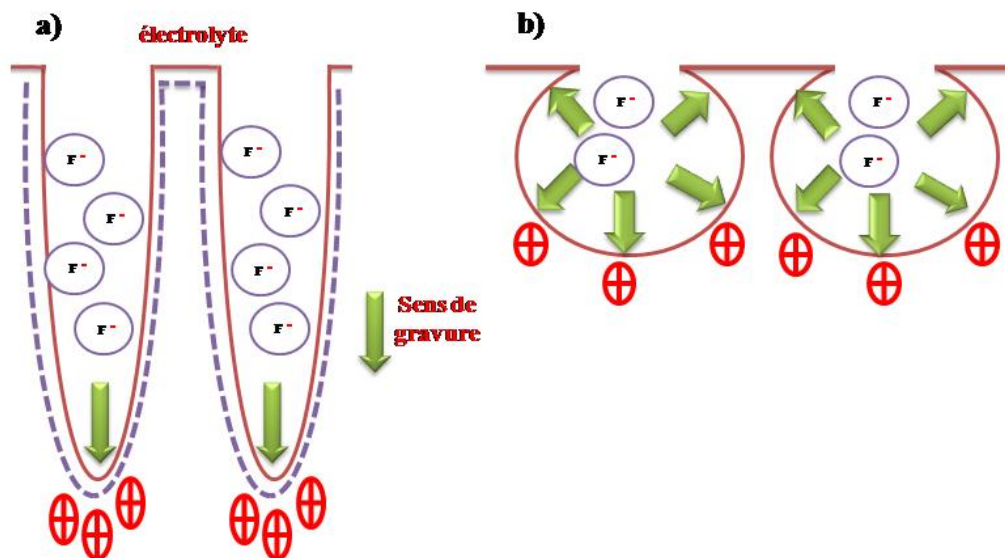 a)
électrolyte
b)
F-
F-
F-
F-
F-
F-
F-
F-
Sens de
gravure
F-
F-
F-
F-